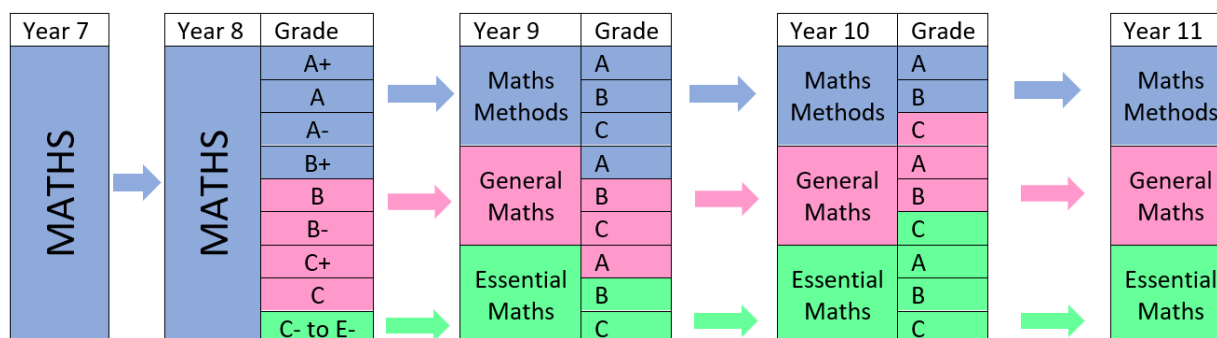 Year 7
MATHS
Year 8
Grade
MATHS
A+
A
A-
B+
B
B-
C+
C
C- to E-
Year 9
Grade
Maths
Methods
A
B
C
General
Maths
A
B
C
Essential
Maths
A
B
C
Year 10
Grade
Maths
Methods
A
B
C
General
Maths
A
B
C
Essential
Maths
A
B
C
Year 11
Maths
Methods
General
Maths
Essential
Maths